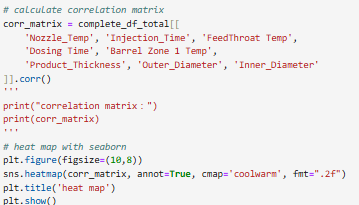 # calculate correlation matrix
corr_matrix = complete_df_total[[
    'Nozzle_Temp', 'Injection_Time', 'FeedThroat Temp',
    'Dosing Time', 'Barrel Zone 1 Temp',
    'Product_Thickness', 'Outer_Diameter', 'Inner_Diameter'
]].corr()
'''
print("correlation matrix：")
print(corr_matrix)
'''
# heat map with seaborn
plt.figure(figsize=(10,8))
sns.heatmap(corr_matrix, annot=True, cmap='coolwarm', fmt=".2f")
plt.title('heat map')
plt.show()